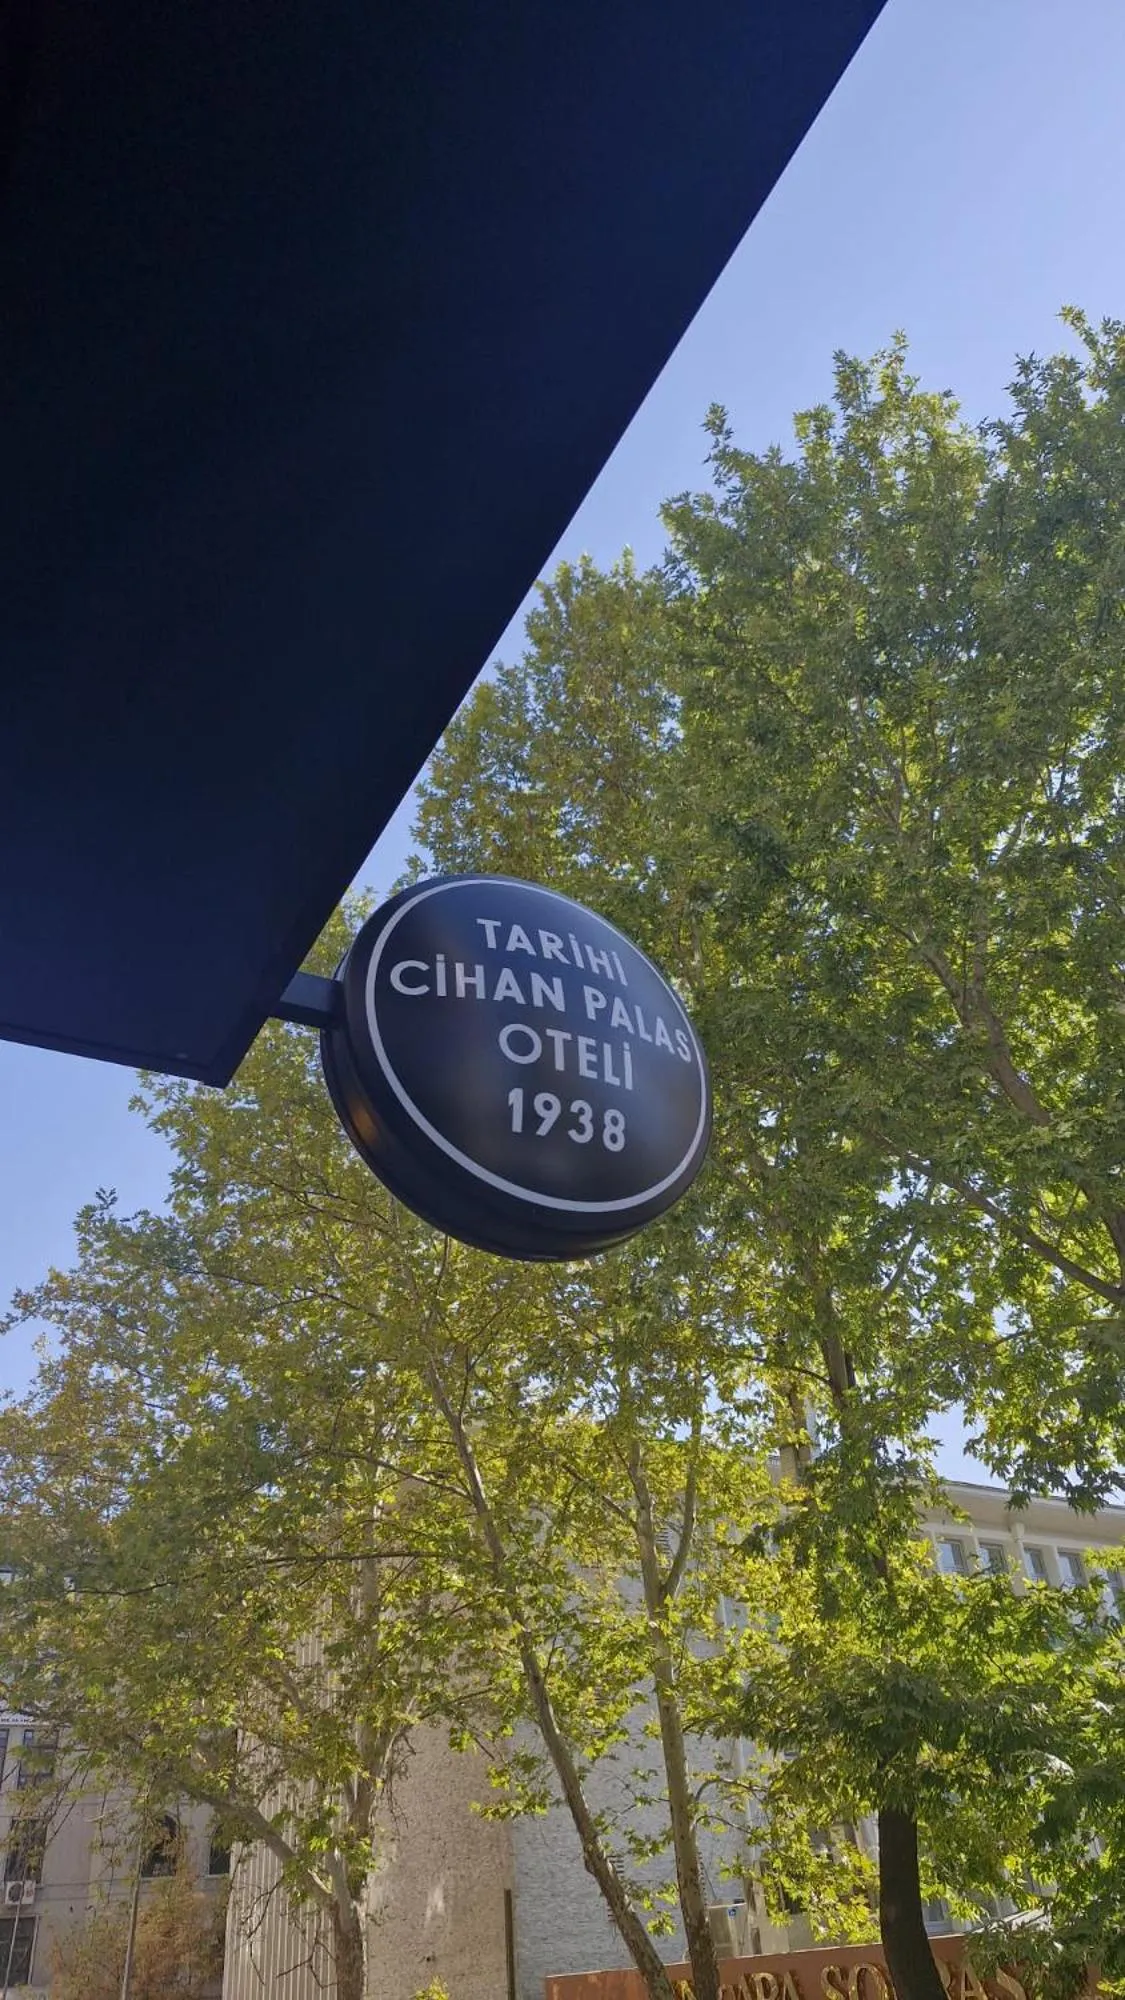 TARİHİ
CİHAN PALAS
OTELİ
1938